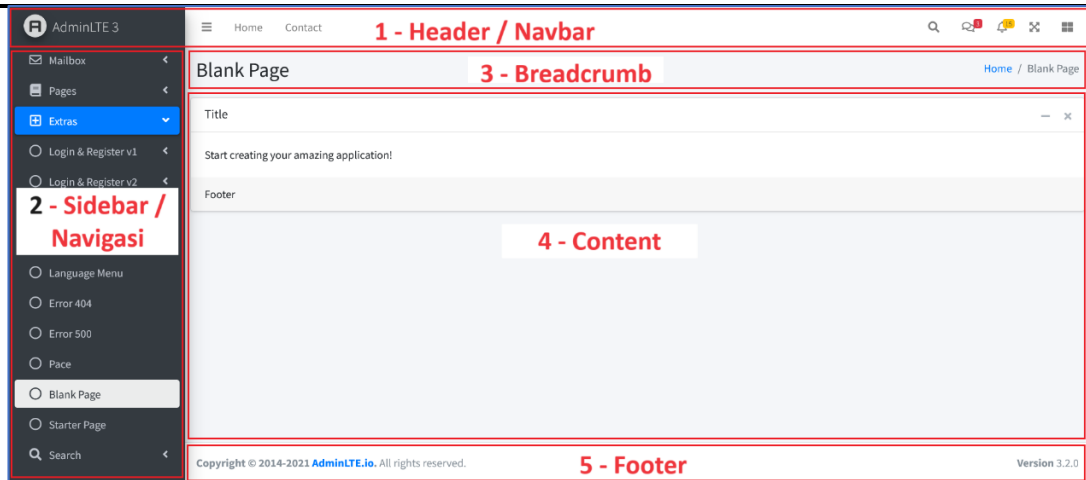 AdminLTE 3
Home Contact
1 - Header / Navbar
3
15
Mailbox
Pages
Extras
Login & Register v1
Login & Register v2
2 - Sidebar /
Navigasi
Language Menu
Error 404
Error 500
Pace
Blank Page
Starter Page
Search
Blank Page
3 - Breadcrumb
Home / Blank Page
Title
Start creating your amazing application!
Footer
4 - Content
Copyright © 2014-2021 AdminLTE.io. All rights reserved.
5 - Footer
Version 3.2.0